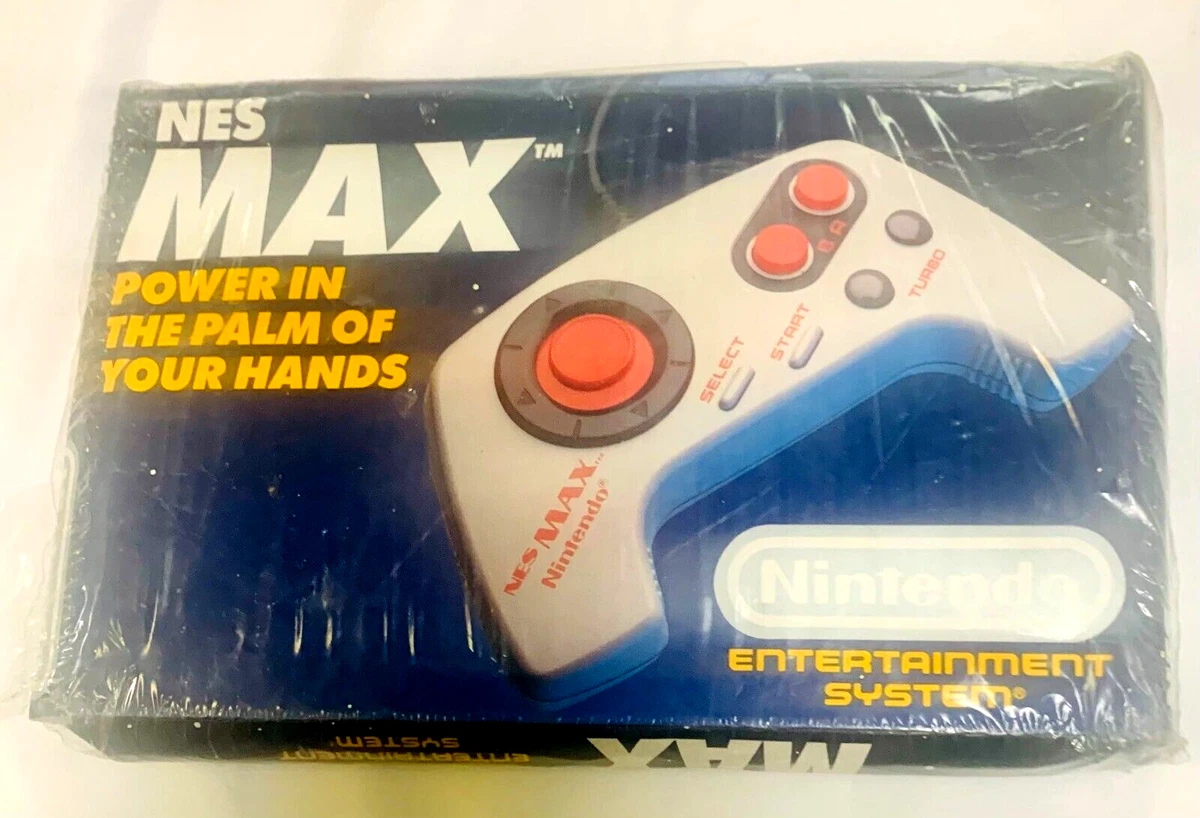 NES
MAX™
POWER IN
THE PALM OF
YOUR HANDS
B A
TURBO
START
SELECT
NES MAX™
Nintendo®
Nintendo
ENTERTAINMENT
SYSTEM®
MAX
ENTERTAINMENT
SYSTEM